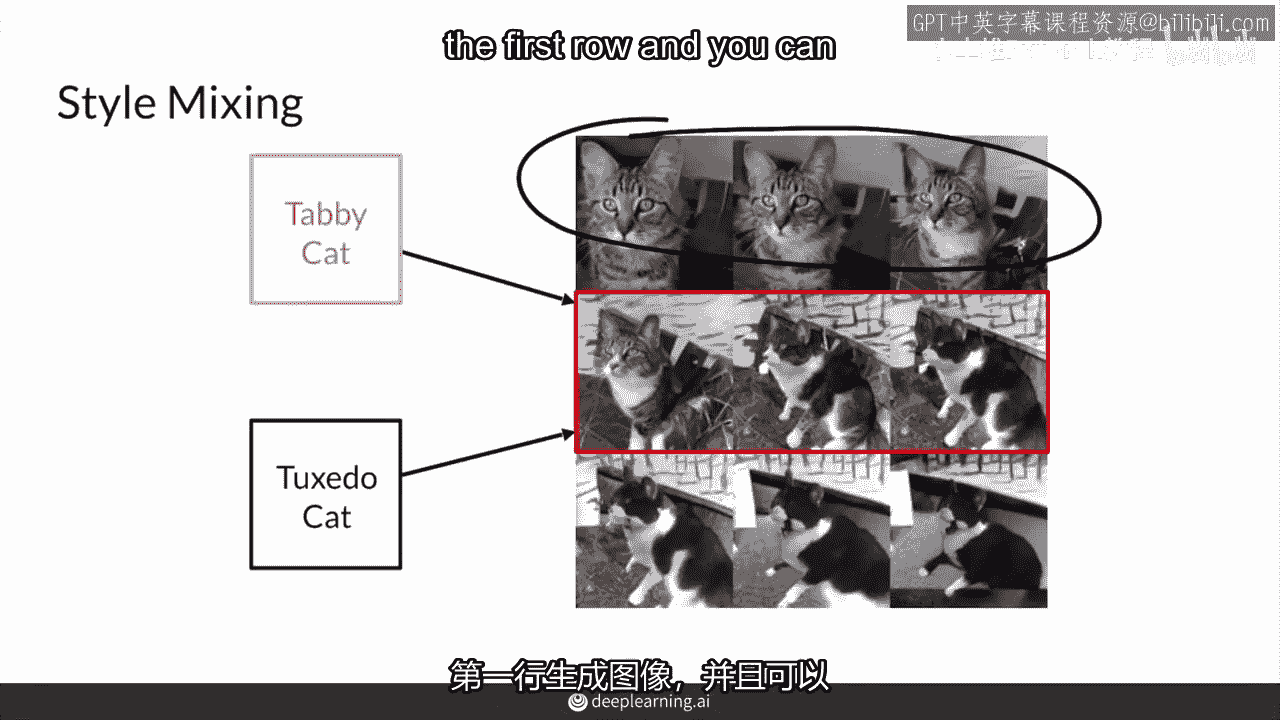 GPT中英字幕课程资源@bilibili.com
the first row and you can
Style Mixing
Tabby
Cat
Tuxedo
Cat
第一行生成图像，并且可以
deeplearning.ai